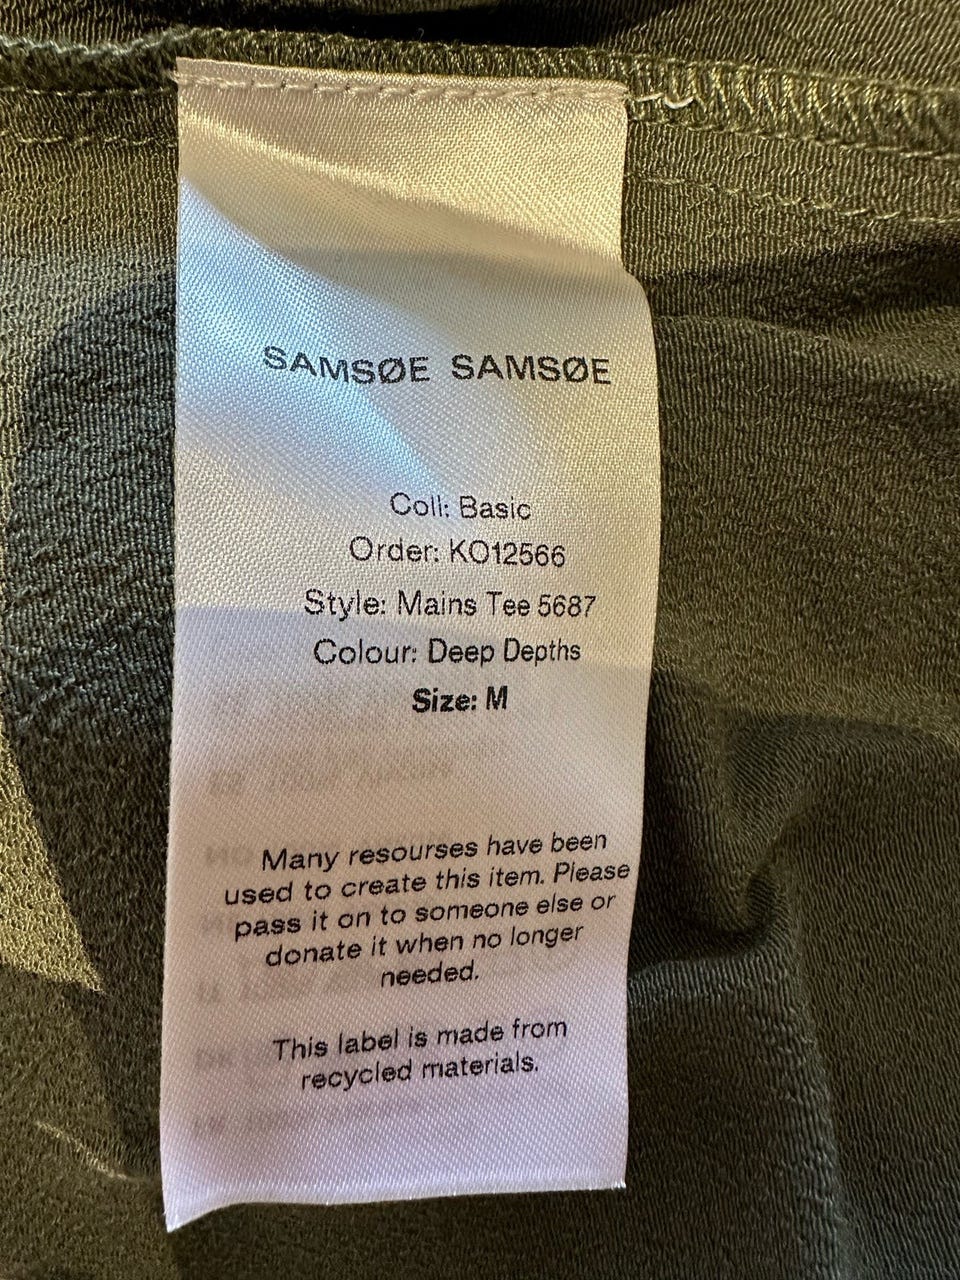 SAMSØE SAMSØE
Coll: Basic
Order: KO12566
Style: Mains Tee 5687
Colour: Deep Depths
Size: M
Many resourses have been
used to create this item. Please
pass it on to someone else or
donate it when no longer
needed.
This label is made from
recycled materials.